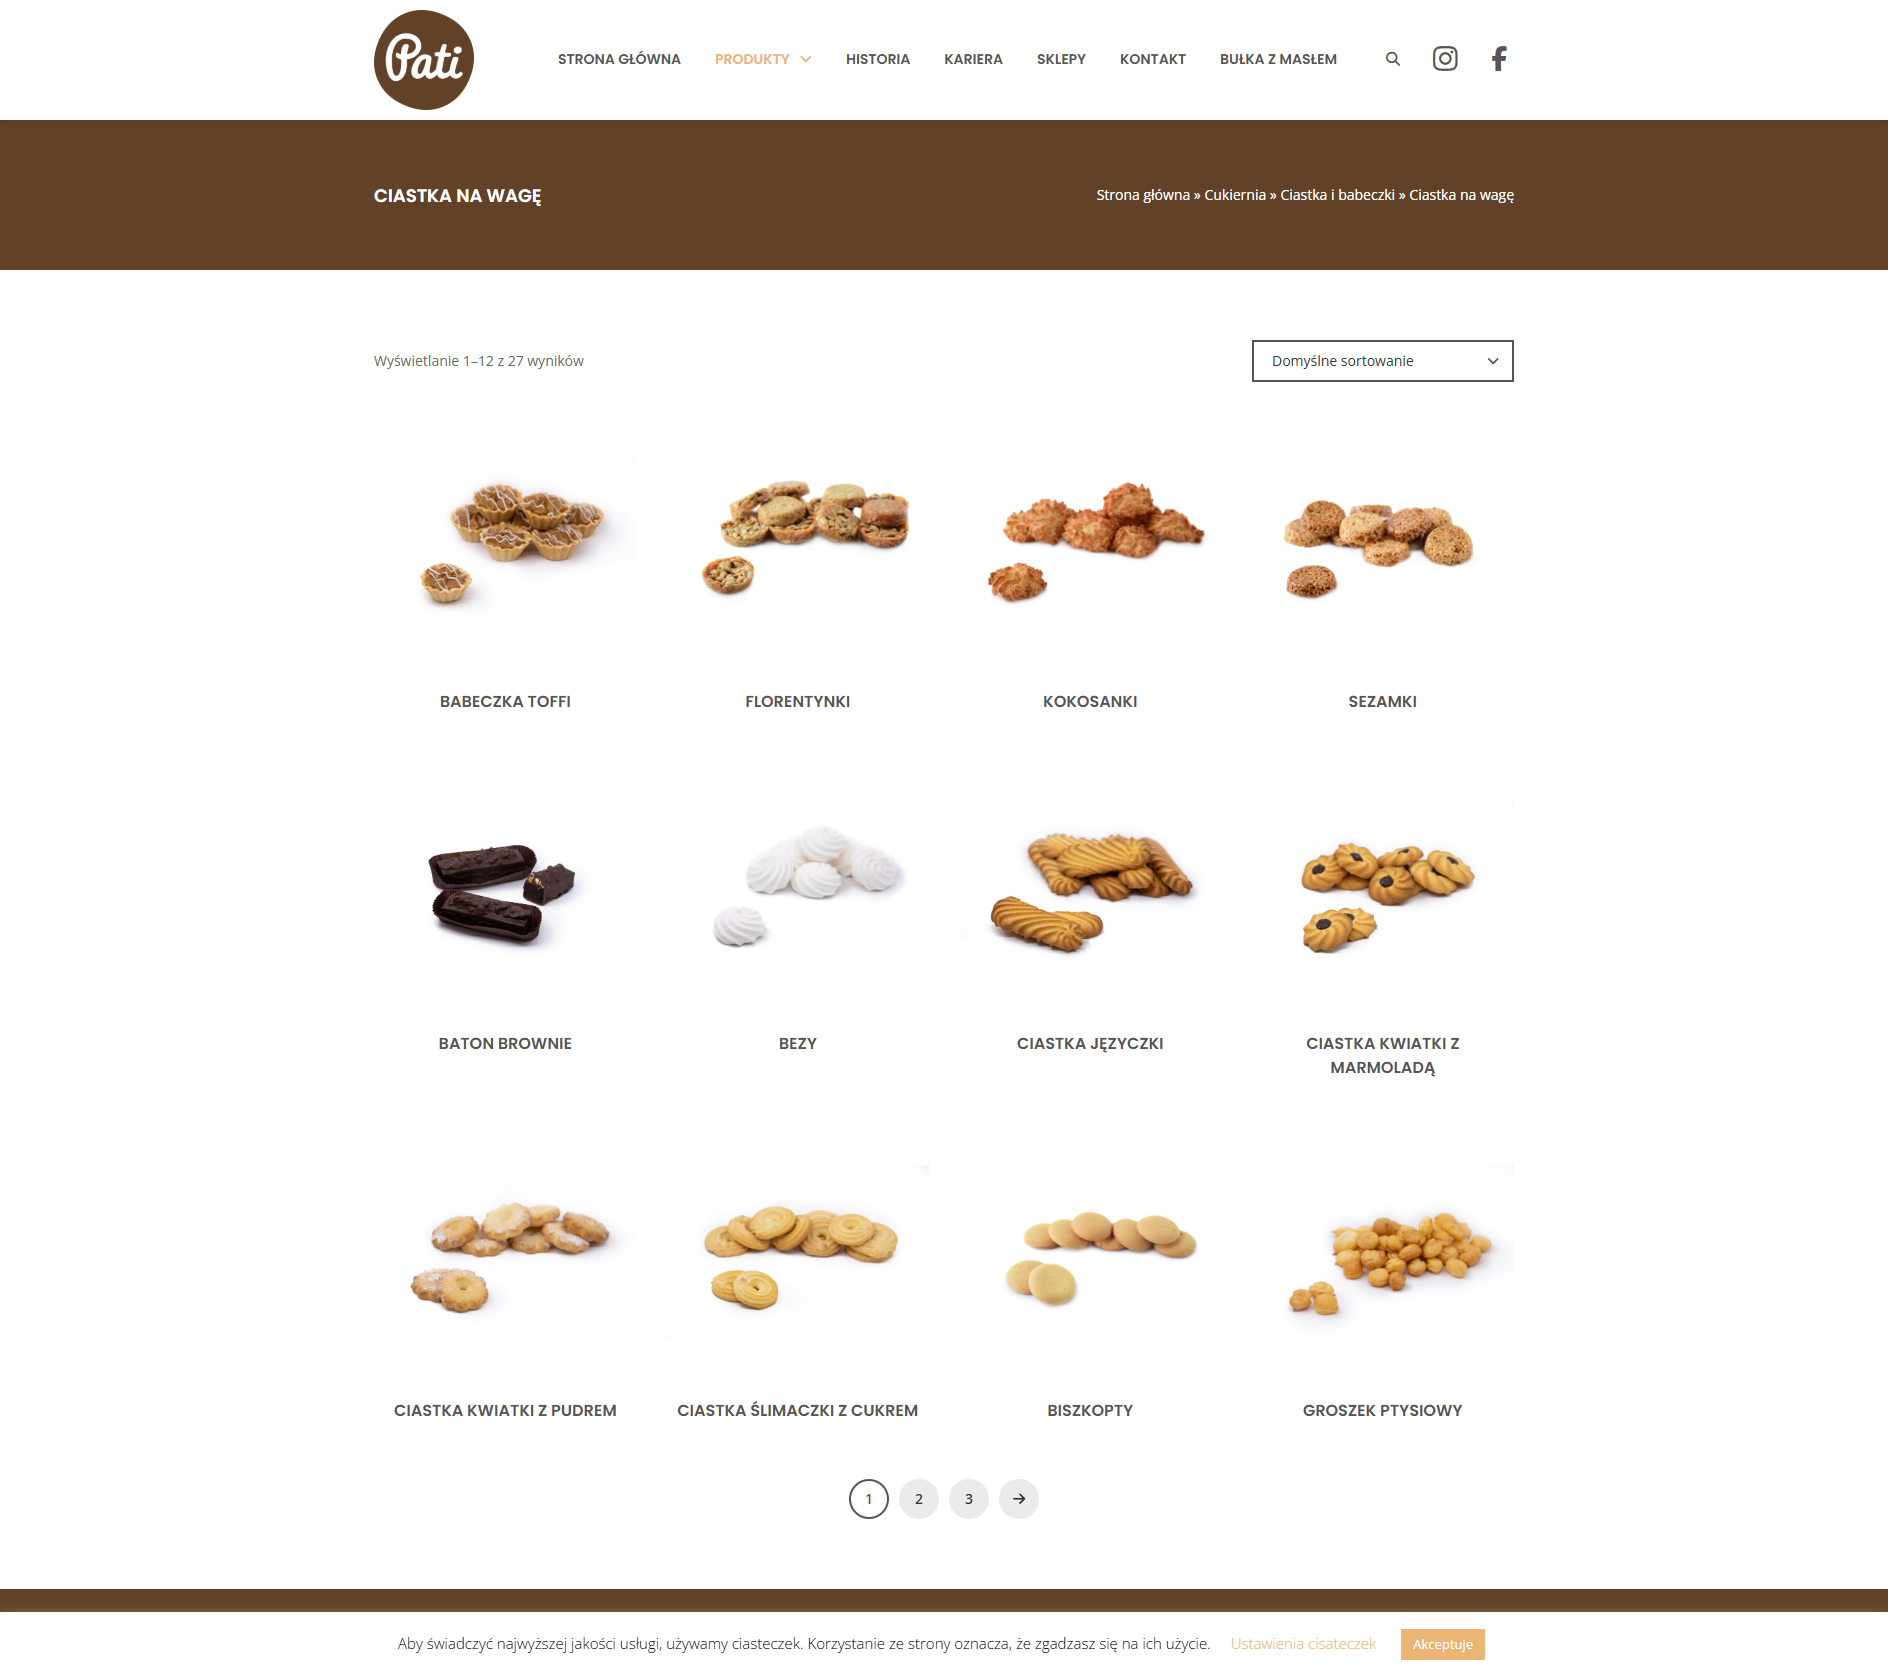 Pati
STRONA GŁÓWNA PRODUKTY HISTORIA KARIERA SKLEPY KONTAKT BUŁKA Z MASŁEM
CIASTKA NA WAGĘ
Strona główna » Cukiernia » Ciastka i babeczki » Ciastka na wagę
Wyświetlanie 1–12 z 27 wyników
Domyślne sortowanie
BABECZKA TOFFI
FLORENTYNKI
KOKOSANKI
SEZAMKI
BATON BROWNIE
BEZY
CIASTKA JĘZYCZKI
CIASTKA KWIATKI Z
MARMOLADĄ
CIASTKA KWIATKI Z PUDREM
CIASTKA ŚLIMACZKI Z CUKREM
BISZKOPTY
GROSZEK PTYSIOWY
1 2 3 →
Aby świadczyć najwyższej jakości usługi, używamy ciasteczek. Korzystanie ze strony oznacza, że zgadzasz się na ich użycie. Ustawienia cisateczek Akceptuje